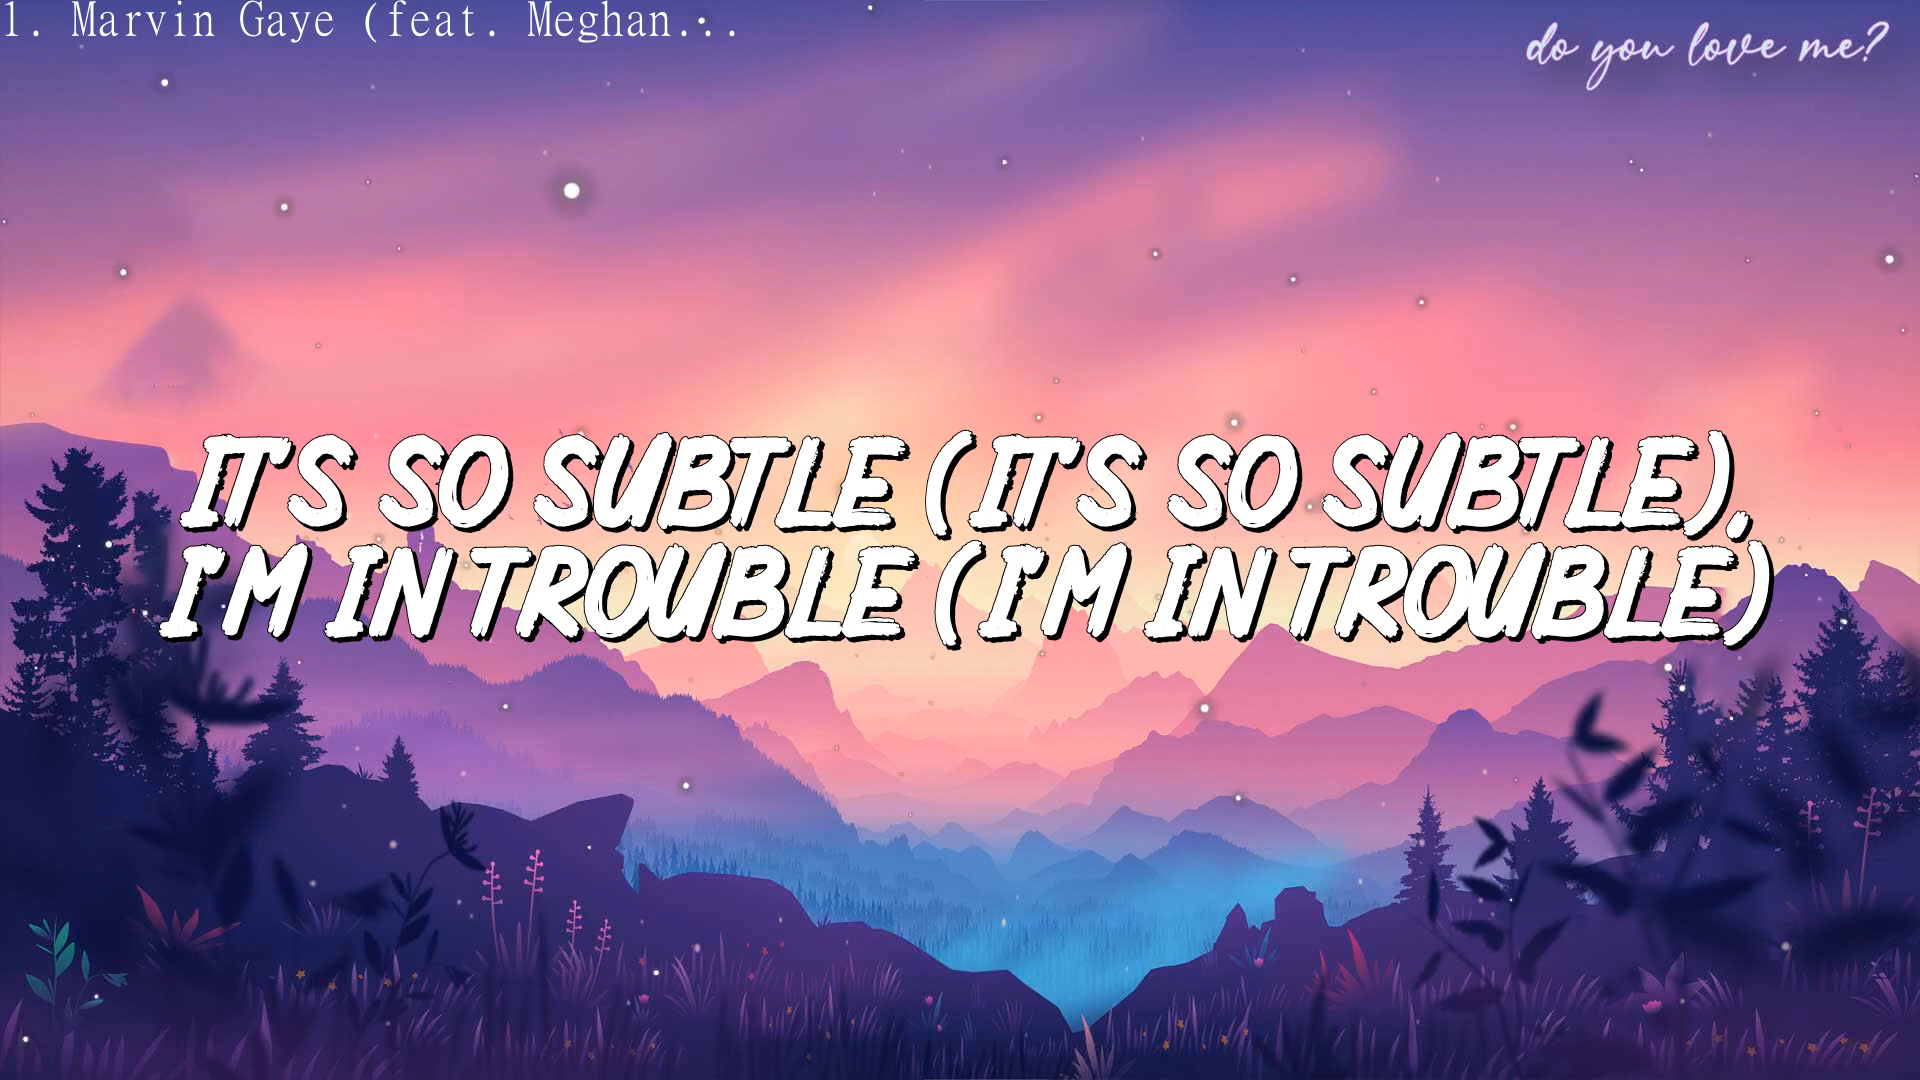 1. Marvin Gaye (feat. Meghan...
do you love me?
IT'S SO SUBTLE (IT'S SO SUBTLE),
I'M IN TROUBLE (I'M IN TROUBLE)